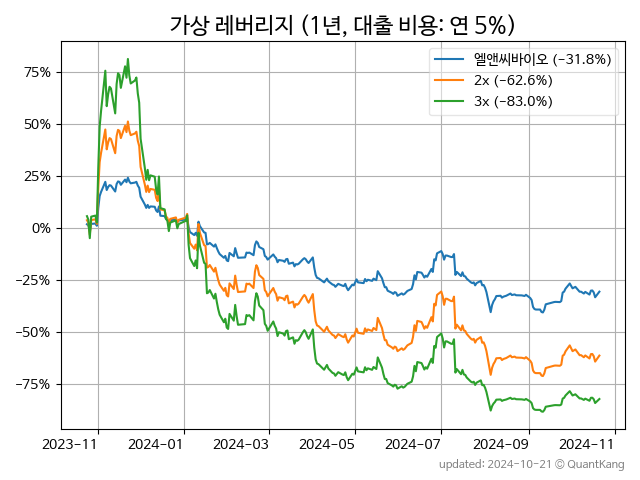 가상 레버리지 (1년, 대출 비용: 연 5%)
엘앤씨바이오 (-31.8%)
2x (-62.6%)
3x (-83.0%)
75%
50%
25%
0%
-25%
-50%
-75%
2023-11 2024-01 2024-03 2024-05 2024-07 2024-09 2024-11
updated: 2024-10-21 © QuantKang